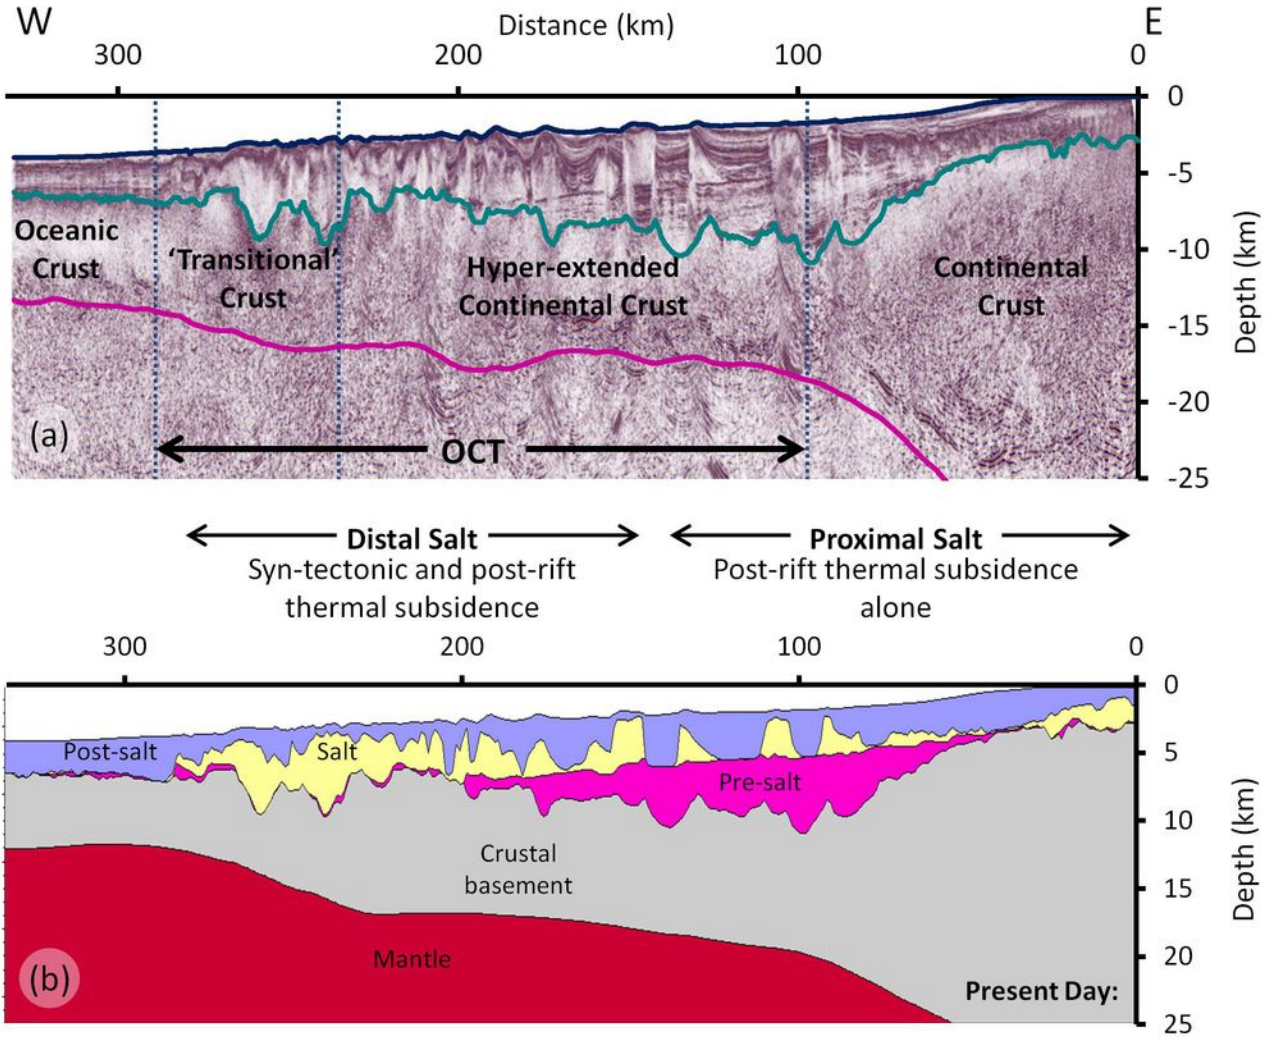 W
Distance (km)
E
300
200
100
0
0
-5
-10
-15
-20
-25
Depth (km)
Oceanic
Crust
‘Transitional’
Crust
Hyper-extended
Continental Crust
Continental
Crust
(a)
OCT
Distal Salt
Syn-tectonic and post-rift
thermal subsidence
Proximal Salt
Post-rift thermal subsidence
alone
300
200
100
0
0
5
10
15
20
25
Depth (km)
Post-salt
Salt
Pre-salt
Crustal
basement
Mantle
(b)
Present Day: